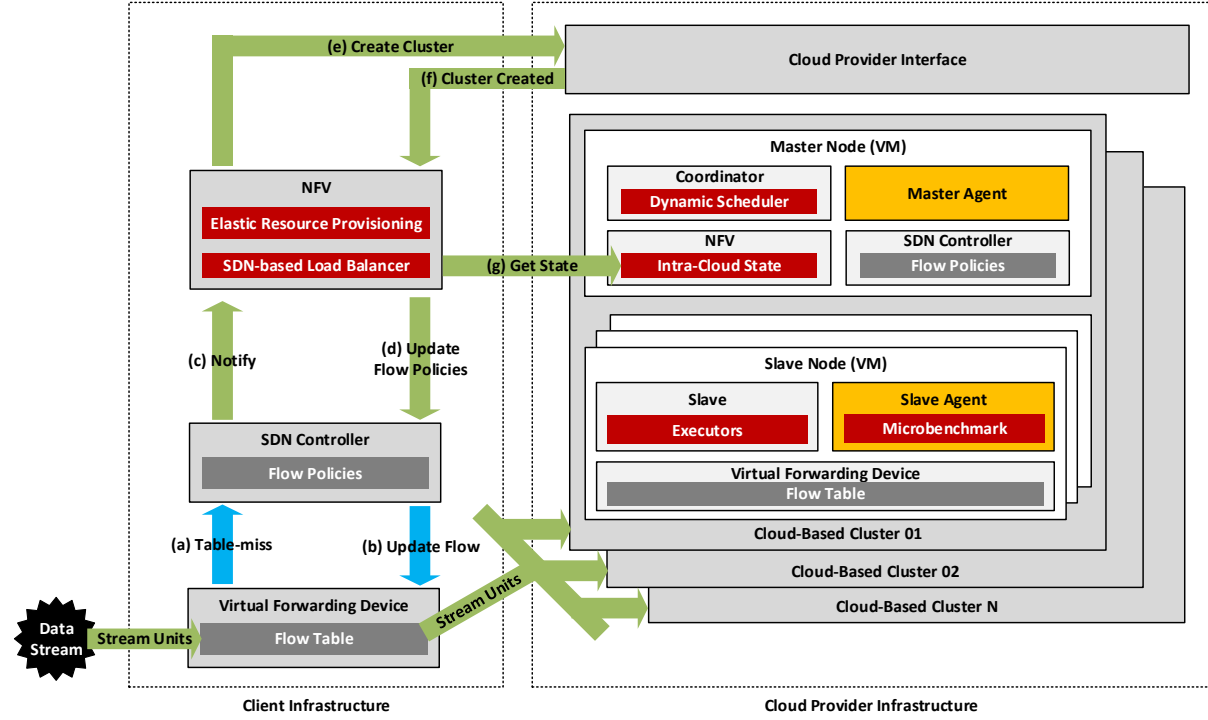 (e) Create Cluster
(f) Cluster Created
Cloud Provider Interface
NFV
Elastic Resource Provisioning
SDN-based Load Balancer
(g) Get State
(c) Notify
(d) Update
Flow Policies
SDN Controller
Flow Policies
(a) Table-miss
(b) Update Flow
Virtual Forwarding Device
Flow Table
Data
Stream
Stream Units
Stream Units
Client Infrastructure
Master Node (VM)
Coordinator
Dynamic Scheduler
Master Agent
NFV
Intra-Cloud State
SDN Controller
Flow Policies
Slave Node (VM)
Slave
Executors
Slave Agent
Microbenchmark
Virtual Forwarding Device
Flow Table
Cloud-Based Cluster 01
Cloud-Based Cluster 02
Cloud-Based Cluster N
Cloud Provider Infrastructure